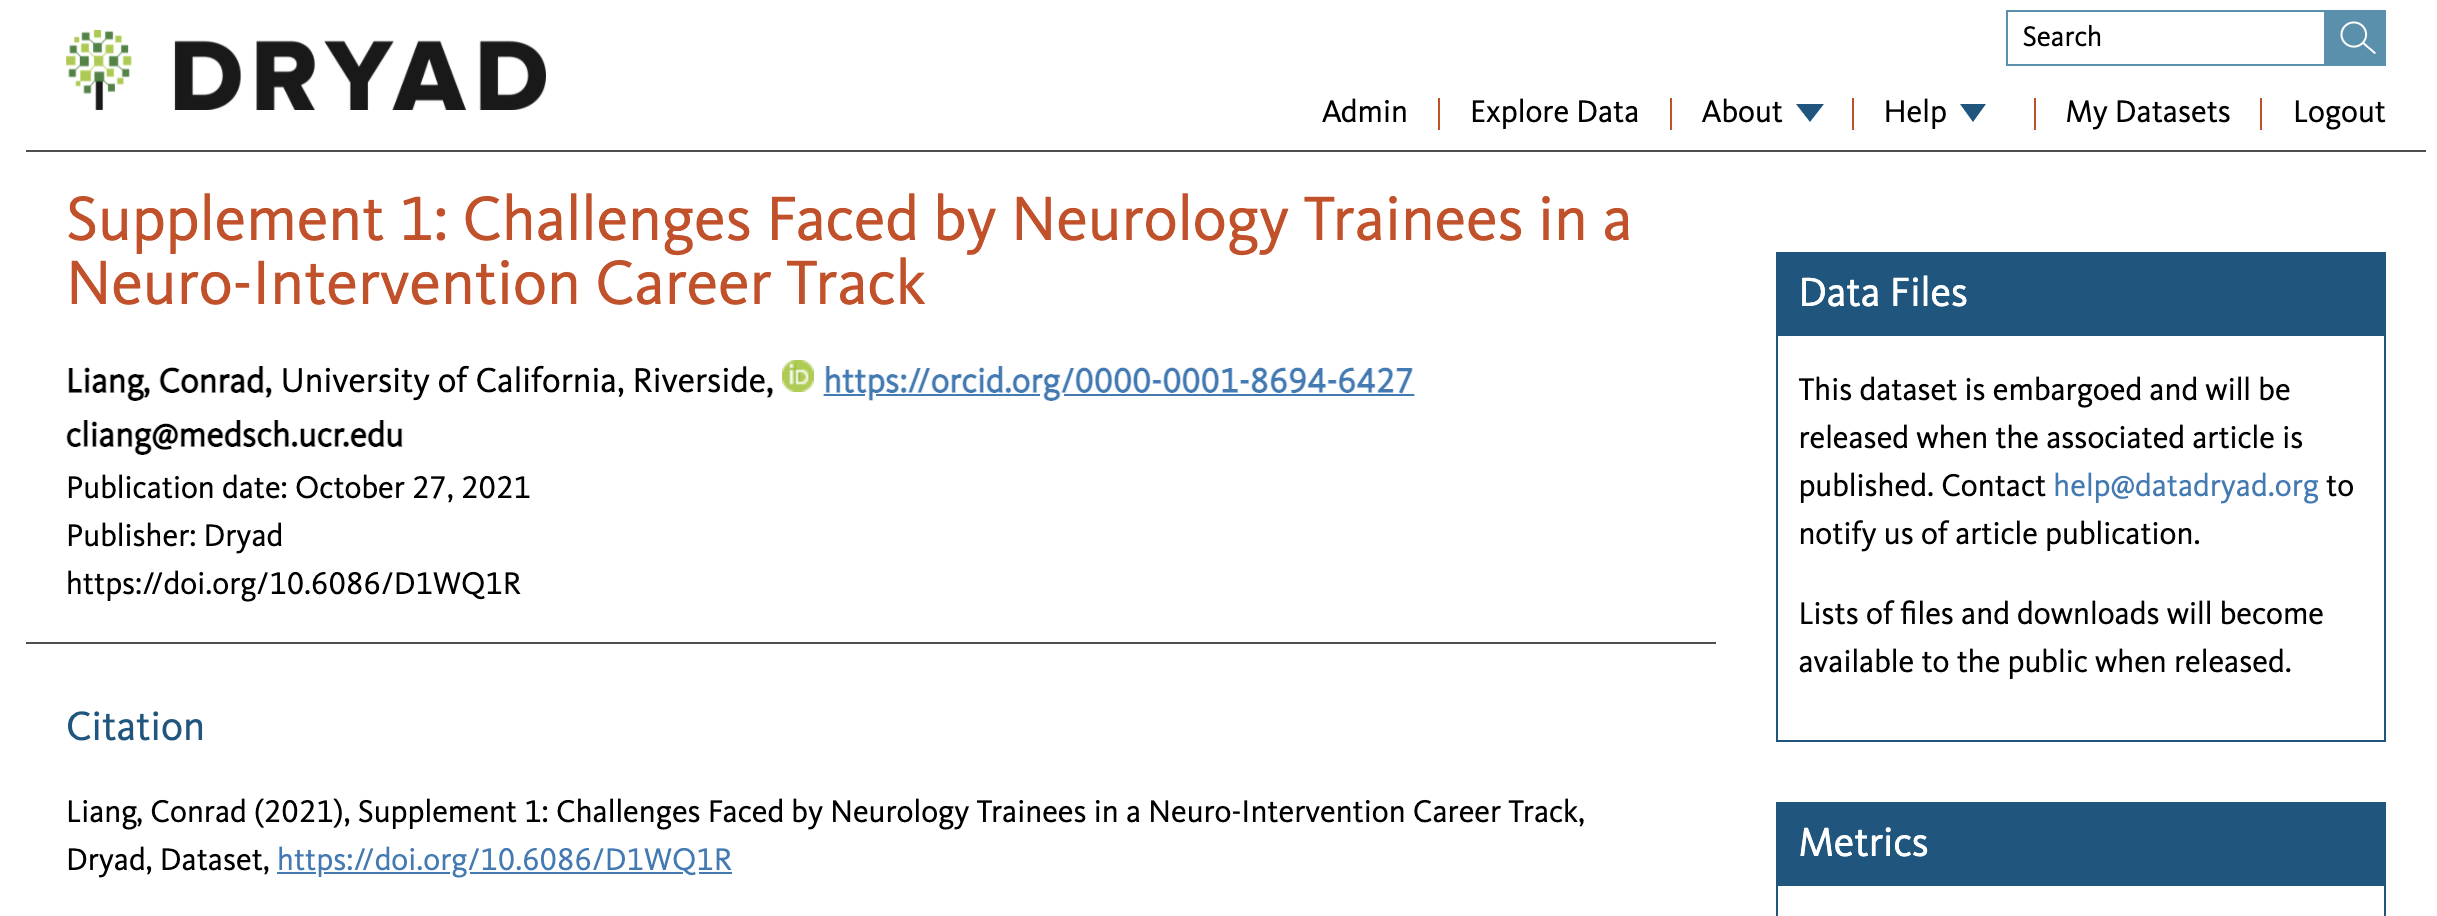 DRYAD
Search
Admin | Explore Data | About | Help | My Datasets | Logout
Supplement 1: Challenges Faced by Neurology Trainees in a
Neuro-Intervention Career Track
Liang, Conrad, University of California, Riverside, iD https://orcid.org/0000-0001-8694-6427
cliang@medsch.ucr.edu
Publication date: October 27, 2021
Publisher: Dryad
https://doi.org/10.6086/D1WQ1R
Citation
Liang, Conrad (2021), Supplement 1: Challenges Faced by Neurology Trainees in a Neuro-Intervention Career Track,
Dryad, Dataset, https://doi.org/10.6086/D1WQ1R
Data Files
This dataset is embargoed and will be
released when the associated article is
published. Contact help@datadryad.org to
notify us of article publication.
Lists of files and downloads will become
available to the public when released.
Metrics